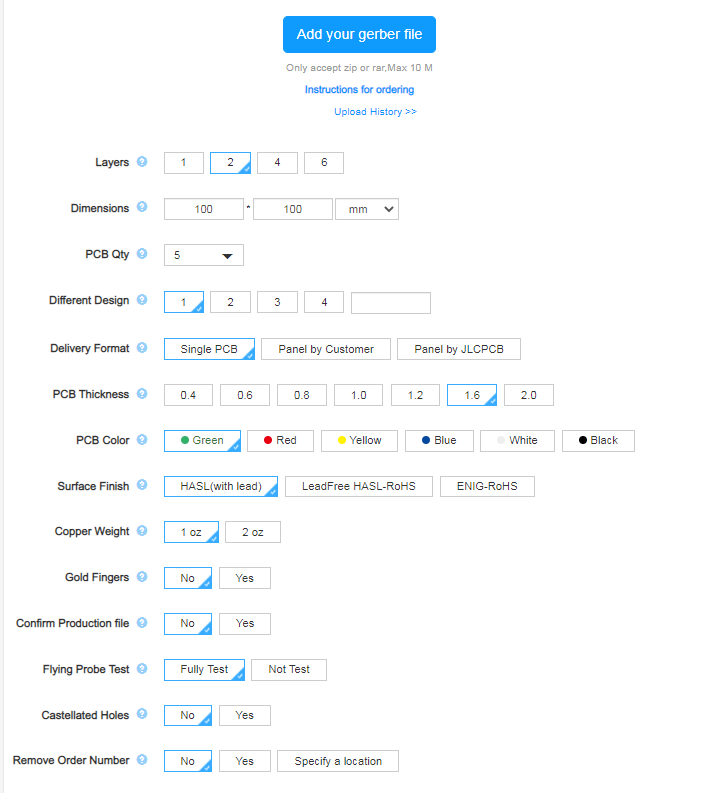 Add your gerber file
Only accept zip or rar,Max 10 M
Instructions for ordering
Upload History >>
Layers ? 1 2 4 6
Dimensions ? 100 * 100 mm
PCB Qty ? 5
Different Design ? 1 2 3 4
Delivery Format ? Single PCB Panel by Customer Panel by JLCPCB
PCB Thickness ? 0.4 0.6 0.8 1.0 1.2 1.6 2.0
PCB Color ? Green Red Yellow Blue White Black
Surface Finish ? HASL(with lead) LeadFree HASL-RoHS ENIG-RoHS
Copper Weight ? 1 oz 2 oz
Gold Fingers ? No Yes
Confirm Production file ? No Yes
Flying Probe Test ? Fully Test Not Test
Castellated Holes ? No Yes
Remove Order Number ? No Yes Specify a location